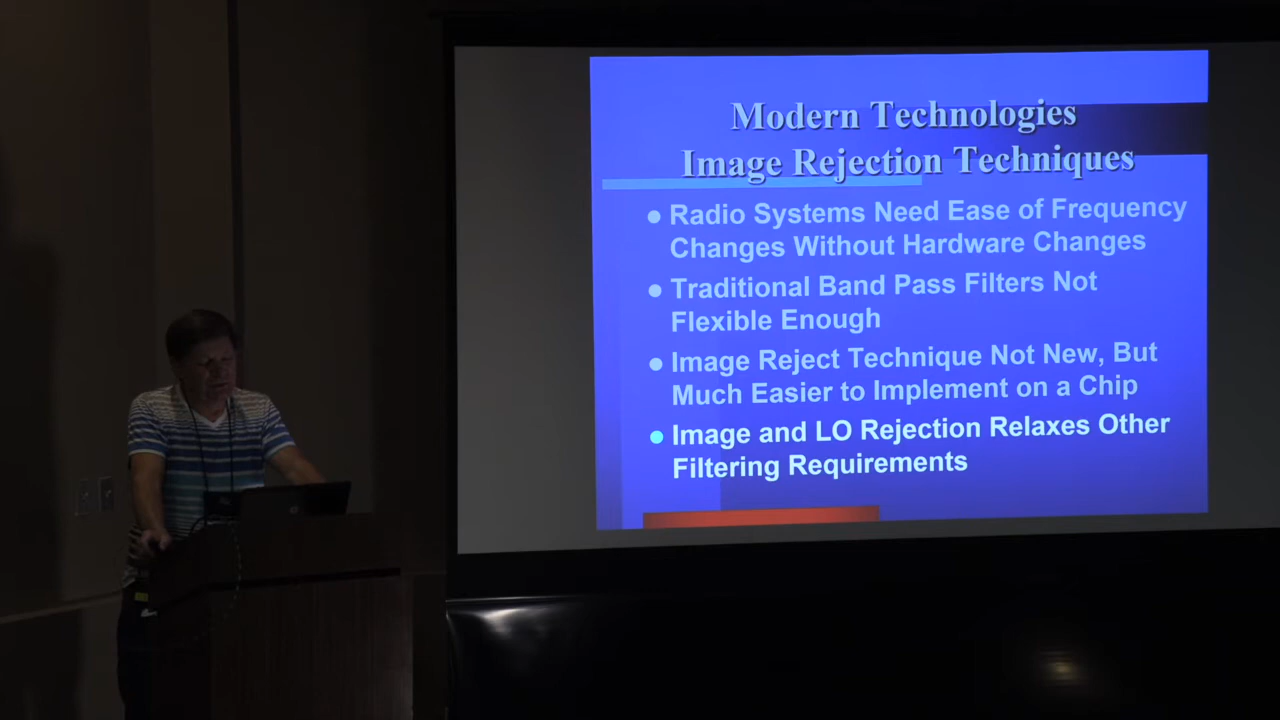 Modern Technologies
Image Rejection Techniques
● Radio Systems Need Ease of Frequency
Changes Without Hardware Changes
● Traditional Band Pass Filters Not
Flexible Enough
● Image Reject Technique Not New, But
Much Easier to Implement on a Chip
● Image and LO Rejection Relaxes Other
Filtering Requirements